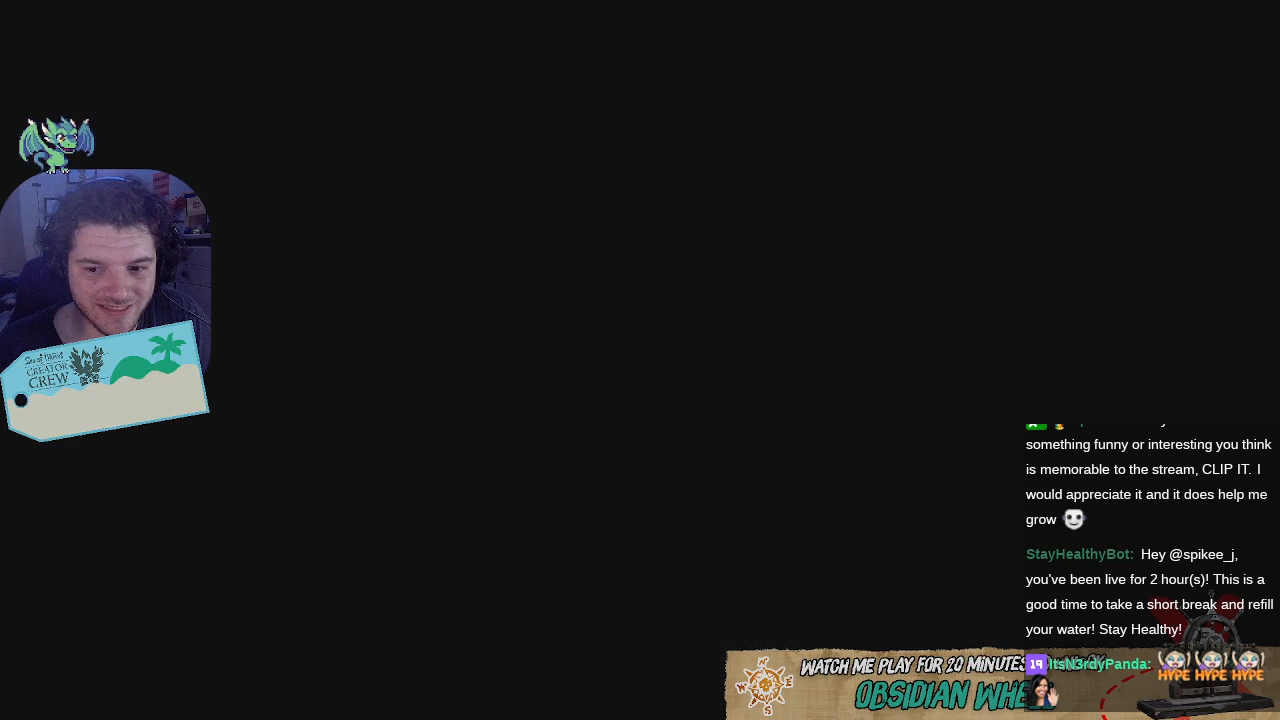 Sea of Thieves
CREATOR
CREW
something funny or interesting you think
is memorable to the stream, CLIP IT. I
would appreciate it and it does help me
grow
StayHealthyBot: Hey @spikee_j,
you've been live for 2 hour(s)! This is a
good time to take a short break and refill
your water! Stay Healthy!
19 ItsN3rdyPanda: HYPE HYPE HYPE
WATCH ME PLAY FOR 20 MINUTES
OBSIDIAN WHE